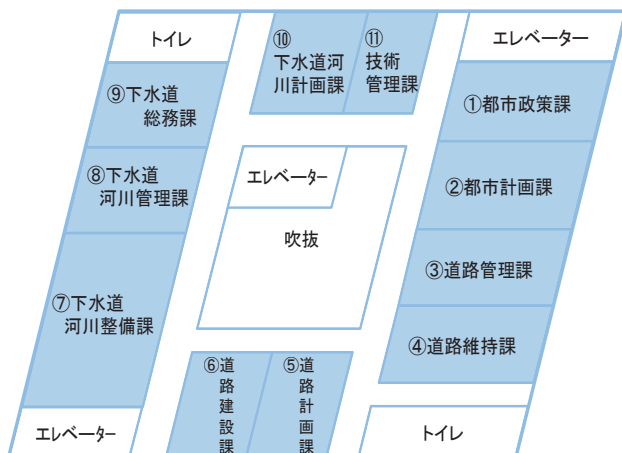 トイレ
⑩
下水道河
川計画課
⑪
技術
管理課
エレベーター
⑨下水道
総務課
①都市政策課
⑧下水道
河川管理課
エレベーター
②都市計画課
吹抜
③道路管理課
⑦下水道
河川整備課
④道路維持課
⑥道路建設課
⑤道路計画課
エレベーター
トイレ